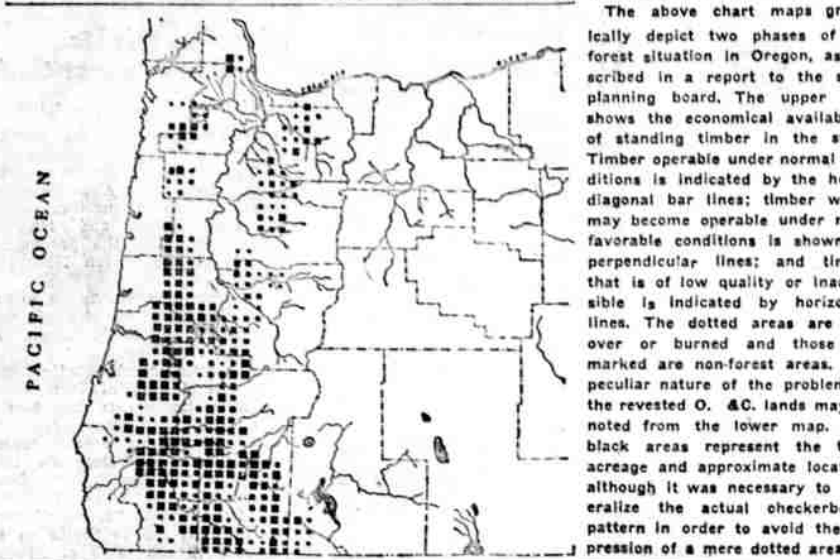 PACIFIC OCEAN
The above chart maps gr
ically depict two phases of
forest situation in Oregon, as
scribed in a report to the
planning board. The upper
shows the economical availab
of standing timber in the s
Timber operable under normal
ditions is indicated by the he
diagonal bar lines; timber w
may become operable under
favorable conditions is shown
perpendicular lines; and tim
that is of low quality or inac
sible is indicated by horizo
lines. The dotted areas are
over or burned and those
marked are non-forest areas.
peculiar nature of the problem
the revested O. &C. lands may
noted from the lower map.
black areas represent the t
acreage and approximate locat
although it was necessary to
eralize the actual checkerb
pattern in order to avoid the
pression of a mere dotted are